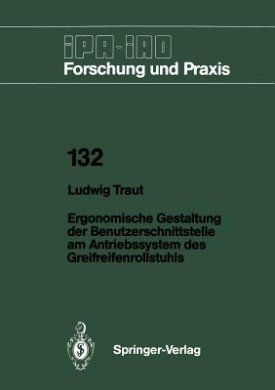 IPA-IAO
Forschung und Praxis
132
Ludwig Traut
Ergonomische Gestaltung
der Benutzerschnittstelle
am Antriebssystem des
Greifreifenrollstuhls
Springer-Verlag